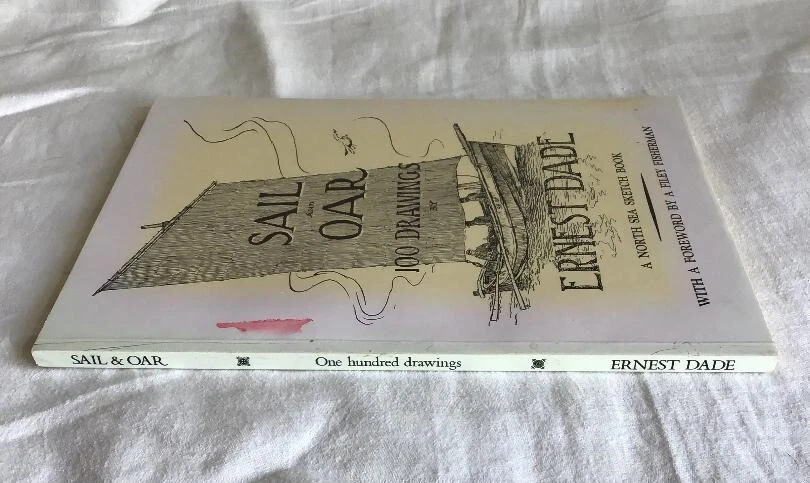 SAIL
AND
OAR
100 DRAWINGS
BY
ERNEST DADE
A NORTH SEA SKETCH BOOK
WITH A FOREWORD BY A FILEY FISHERMAN
SAIL & OAR One hundred drawings ERNEST DADE